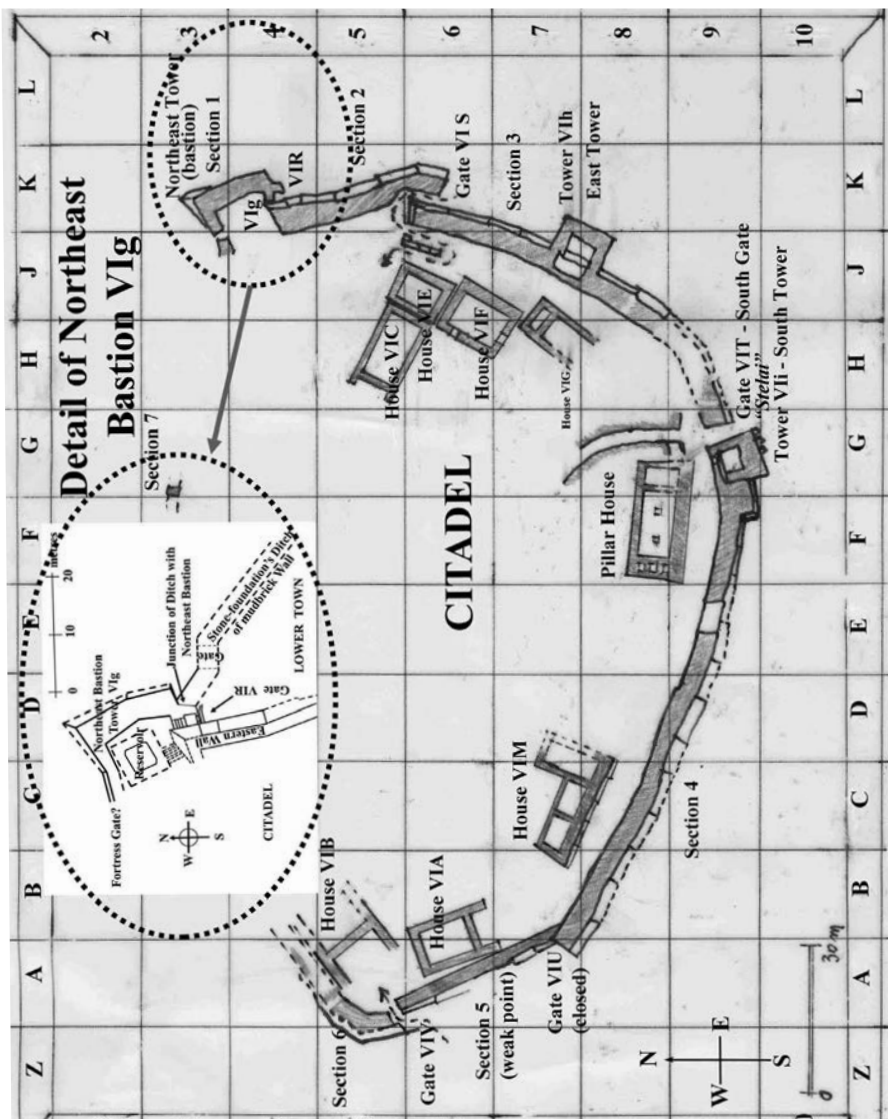 Detail of Northeast
Bastion VIg
Northeast Tower
(bastion)
Section 1
VIR
VIg
Section 2
Gate VI S
Section 3
Tower VIh
East Tower
House VIC
House VIE
House VIF
House VIG
Gate VIT - South Gate
"Stelai"
Tower VIi - South Tower
Pillar House
CITADEL
Section 7
House VIM
Section 4
House VIB
House VIA
Section 6
Gate VIV
Section 5
(weak point)
Gate VIU
(closed)
0 10 20
metres
Northeast Bastion
Tower VIg
Junction of Ditch with
Northeast Bastion
Stone-foundation's Ditch
of mudbrick Wall
Gate
LOWER TOWN
Gate VIR
Eastern Wall
Reservoir
Fortress Gate?
CITADEL
N
W E
S
N
W E
S
0 30 m
Z A B C D E F G H J K L
Z A B C D E F G H J K L
2 3 4 5 6 7 8 9 10